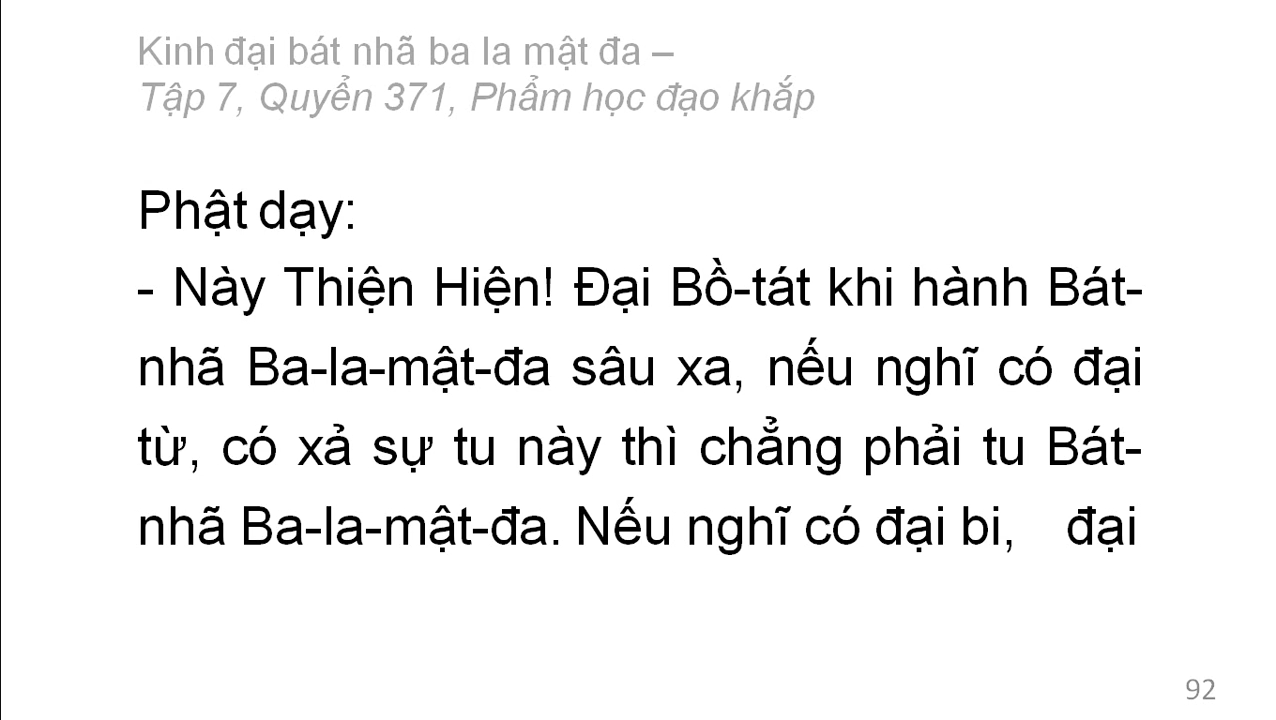 Kinh đại bát nhã ba la mật đa –
Tập 7, Quyển 371, Phẩm học đạo khắp
Phật dạy:
- Này Thiện Hiện! Đại Bồ-tát khi hành Bát-
nhã Ba-la-mật-đa sâu xa, nếu nghĩ có đại
từ, có xả sự tu này thì chẳng phải tu Bát-
nhã Ba-la-mật-đa. Nếu nghĩ có đại bi, đại
92